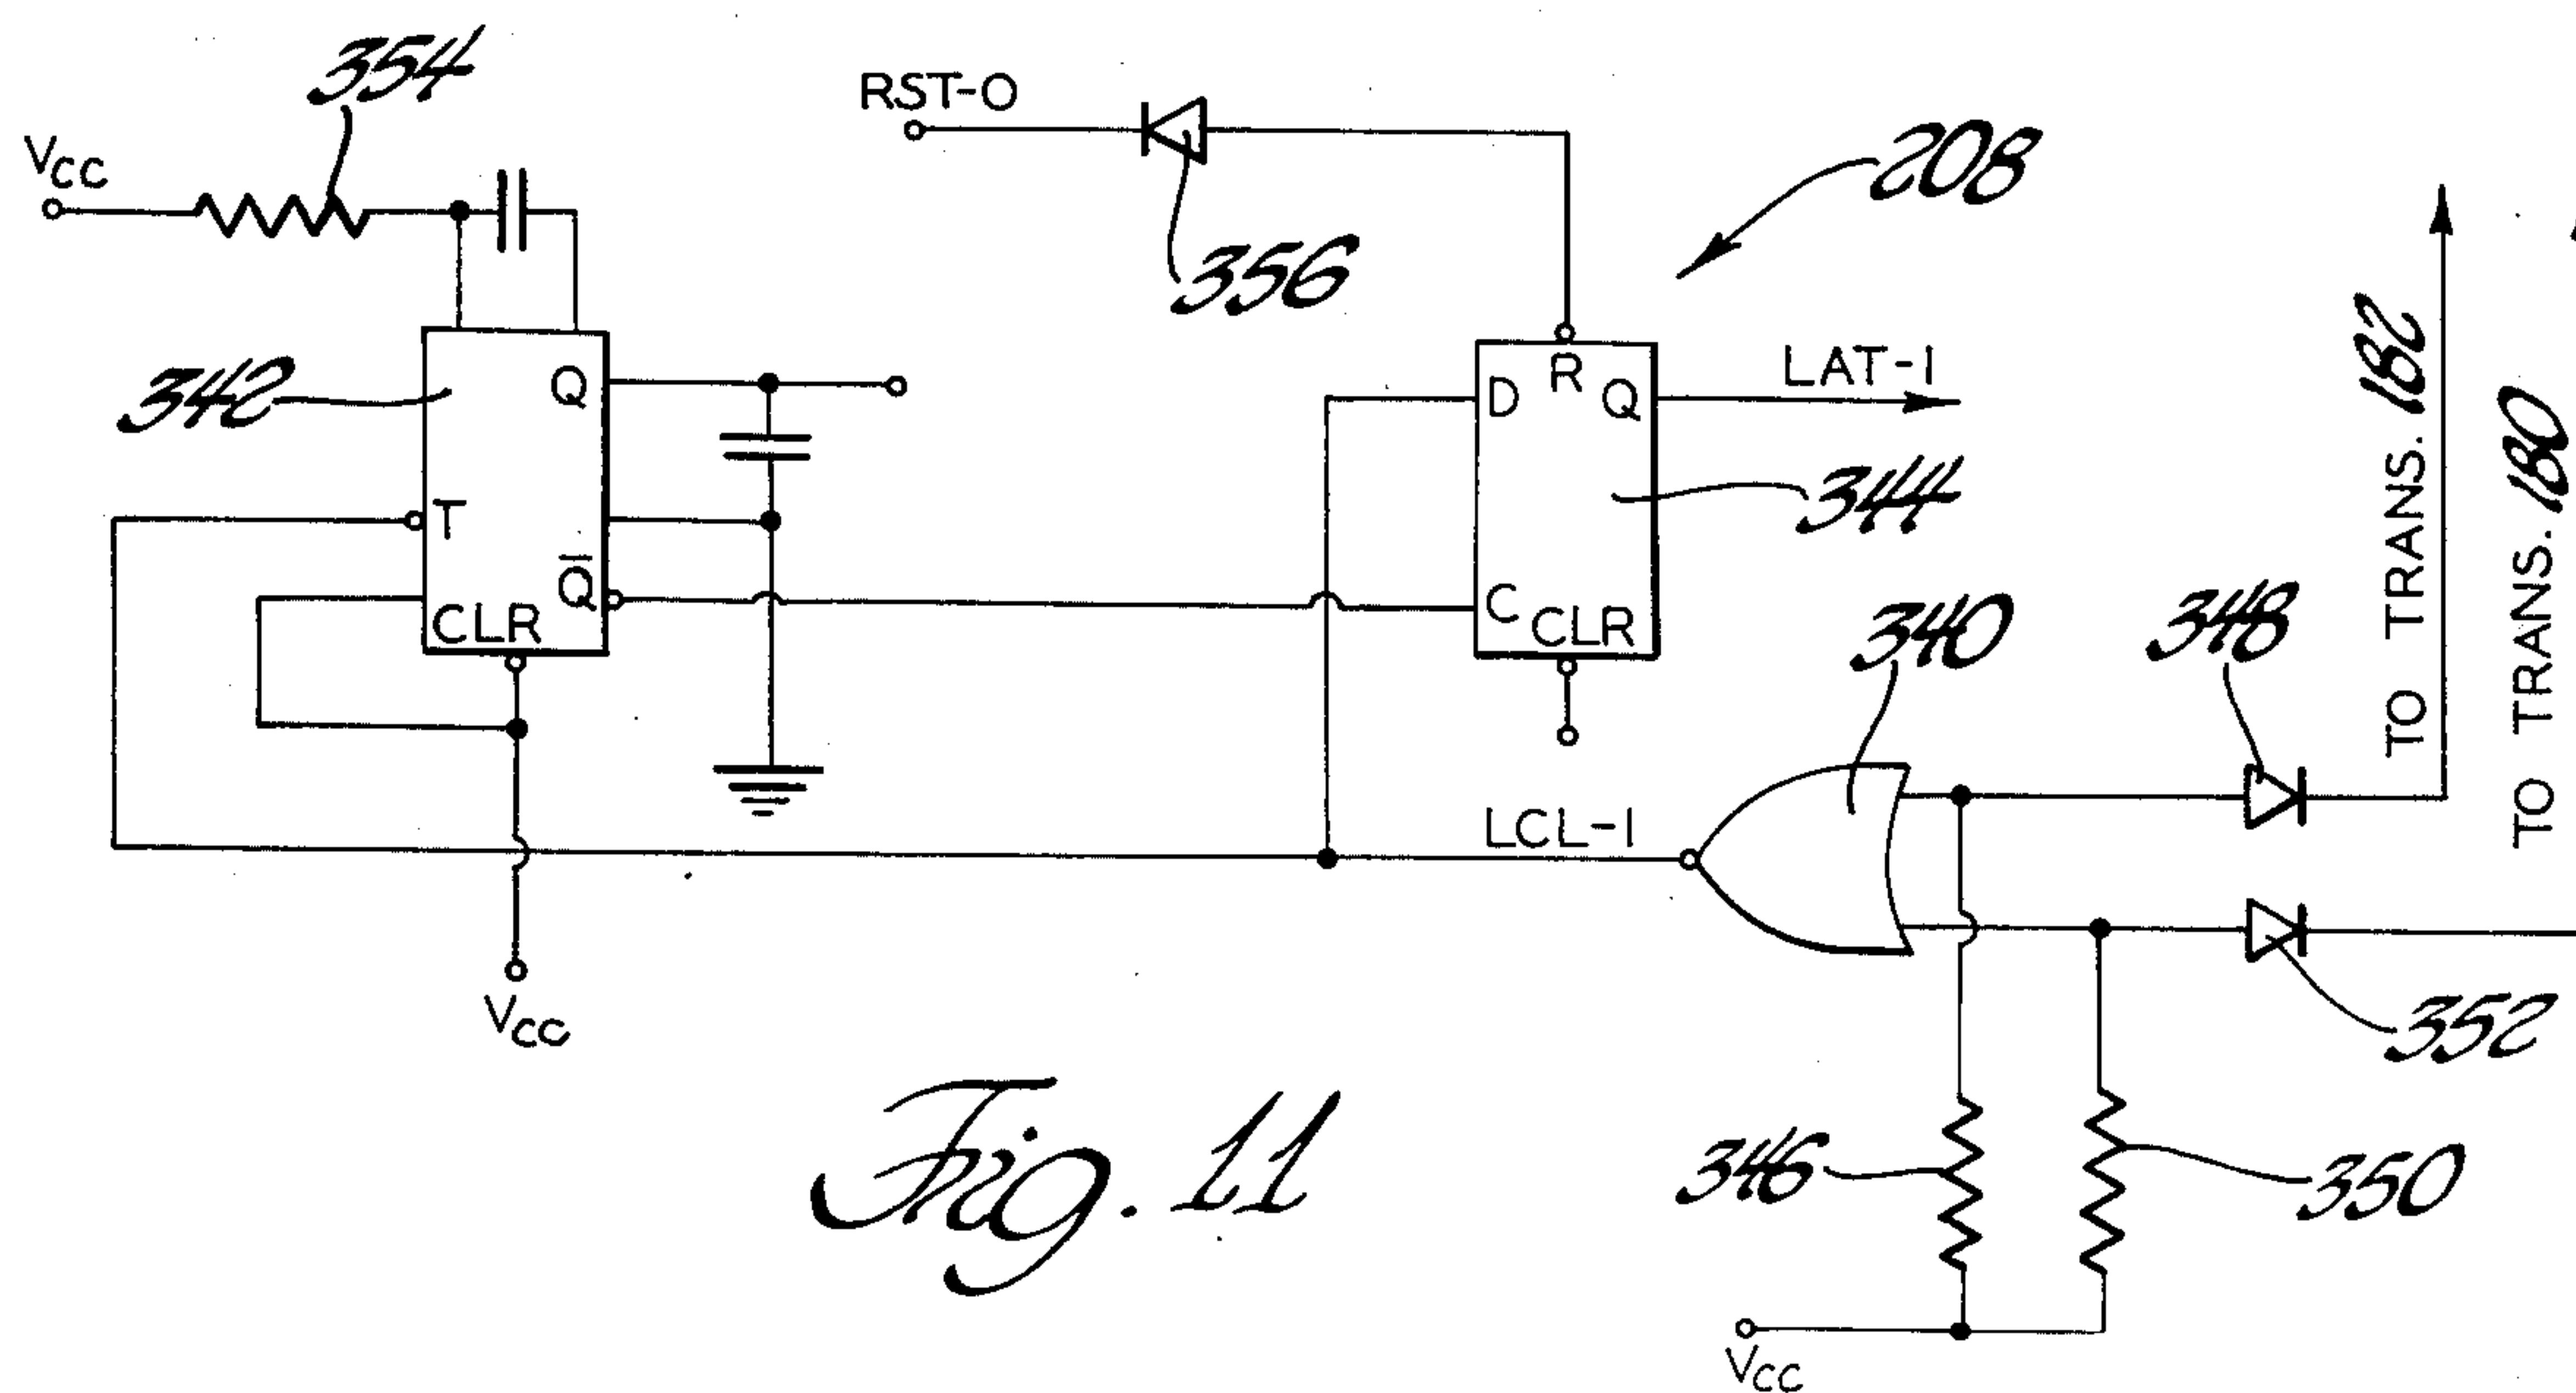 354
RST-0
VCC
208
356
182
342
Q
D
R
Q
LAT-1
T
344
TO TRANS.
180
Q̅
CLR
C
CLR
340
348
TO TRANS.
LCL-1
VCC
352
346
350
VCC
Fig. 11